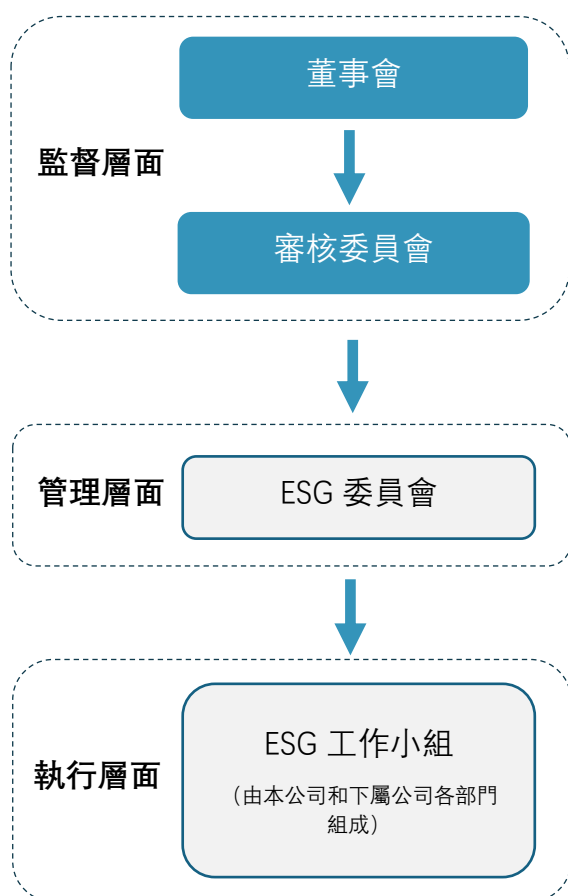 董事會
監督層面
審核委員會
管理層面
ESG 委員會
ESG 工作小組
執行層面
（由本公司和下屬公司各部門
組成）